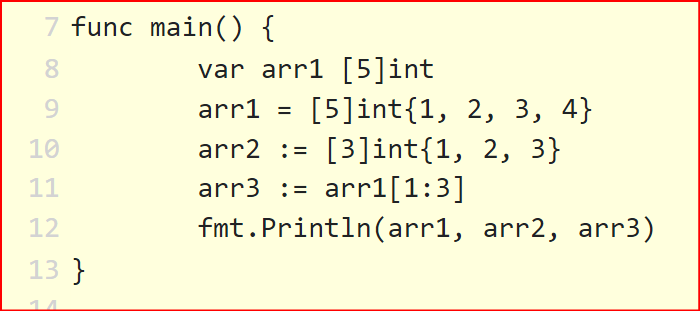 7 func main() {
8 var arr1 [5]int
9 arr1 = [5]int{1, 2, 3, 4}
10 arr2 := [3]int{1, 2, 3}
11 arr3 := arr1[1:3]
12 fmt.Println(arr1, arr2, arr3)
13 }
14